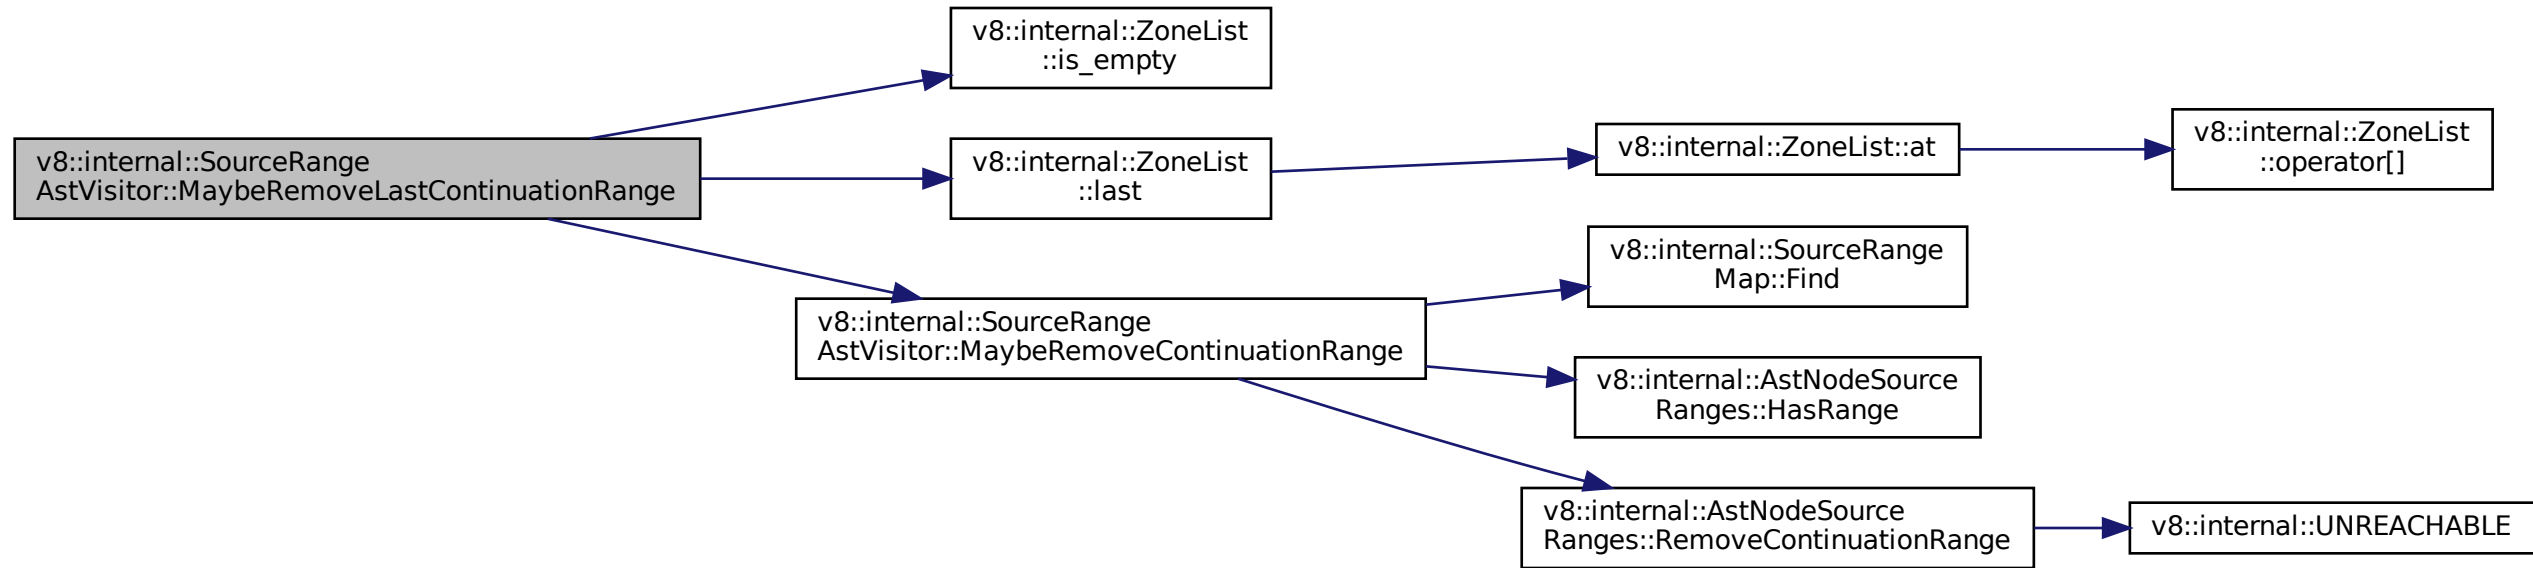 v8::internal::ZoneList
::is_empty
v8::internal::SourceRange
AstVisitor::MaybeRemoveLastContinuationRange
v8::internal::ZoneList
::last
v8::internal::ZoneList::at
v8::internal::ZoneList
::operator[]
v8::internal::SourceRange
AstVisitor::MaybeRemoveContinuationRange
v8::internal::SourceRange
Map::Find
v8::internal::AstNodeSource
Ranges::HasRange
v8::internal::AstNodeSource
Ranges::RemoveContinuationRange
v8::internal::UNREACHABLE